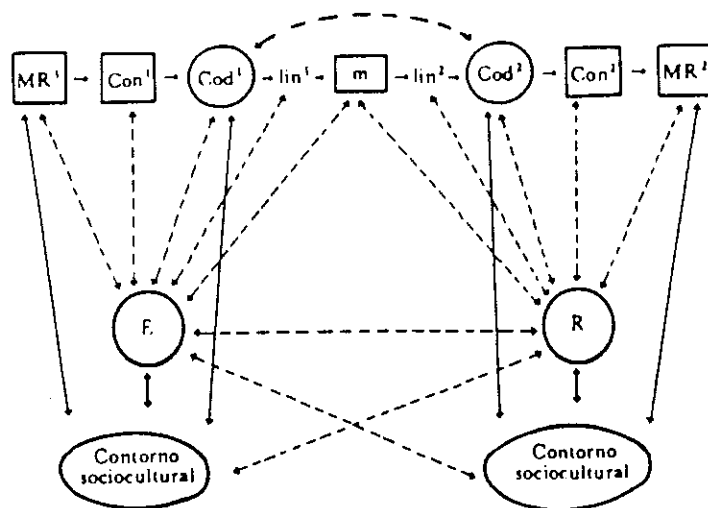 MR¹ Con¹ Cod¹ lin¹ m lin² Cod² Con² MR²
E R
Contorno sociocultural
Contorno sociocultural